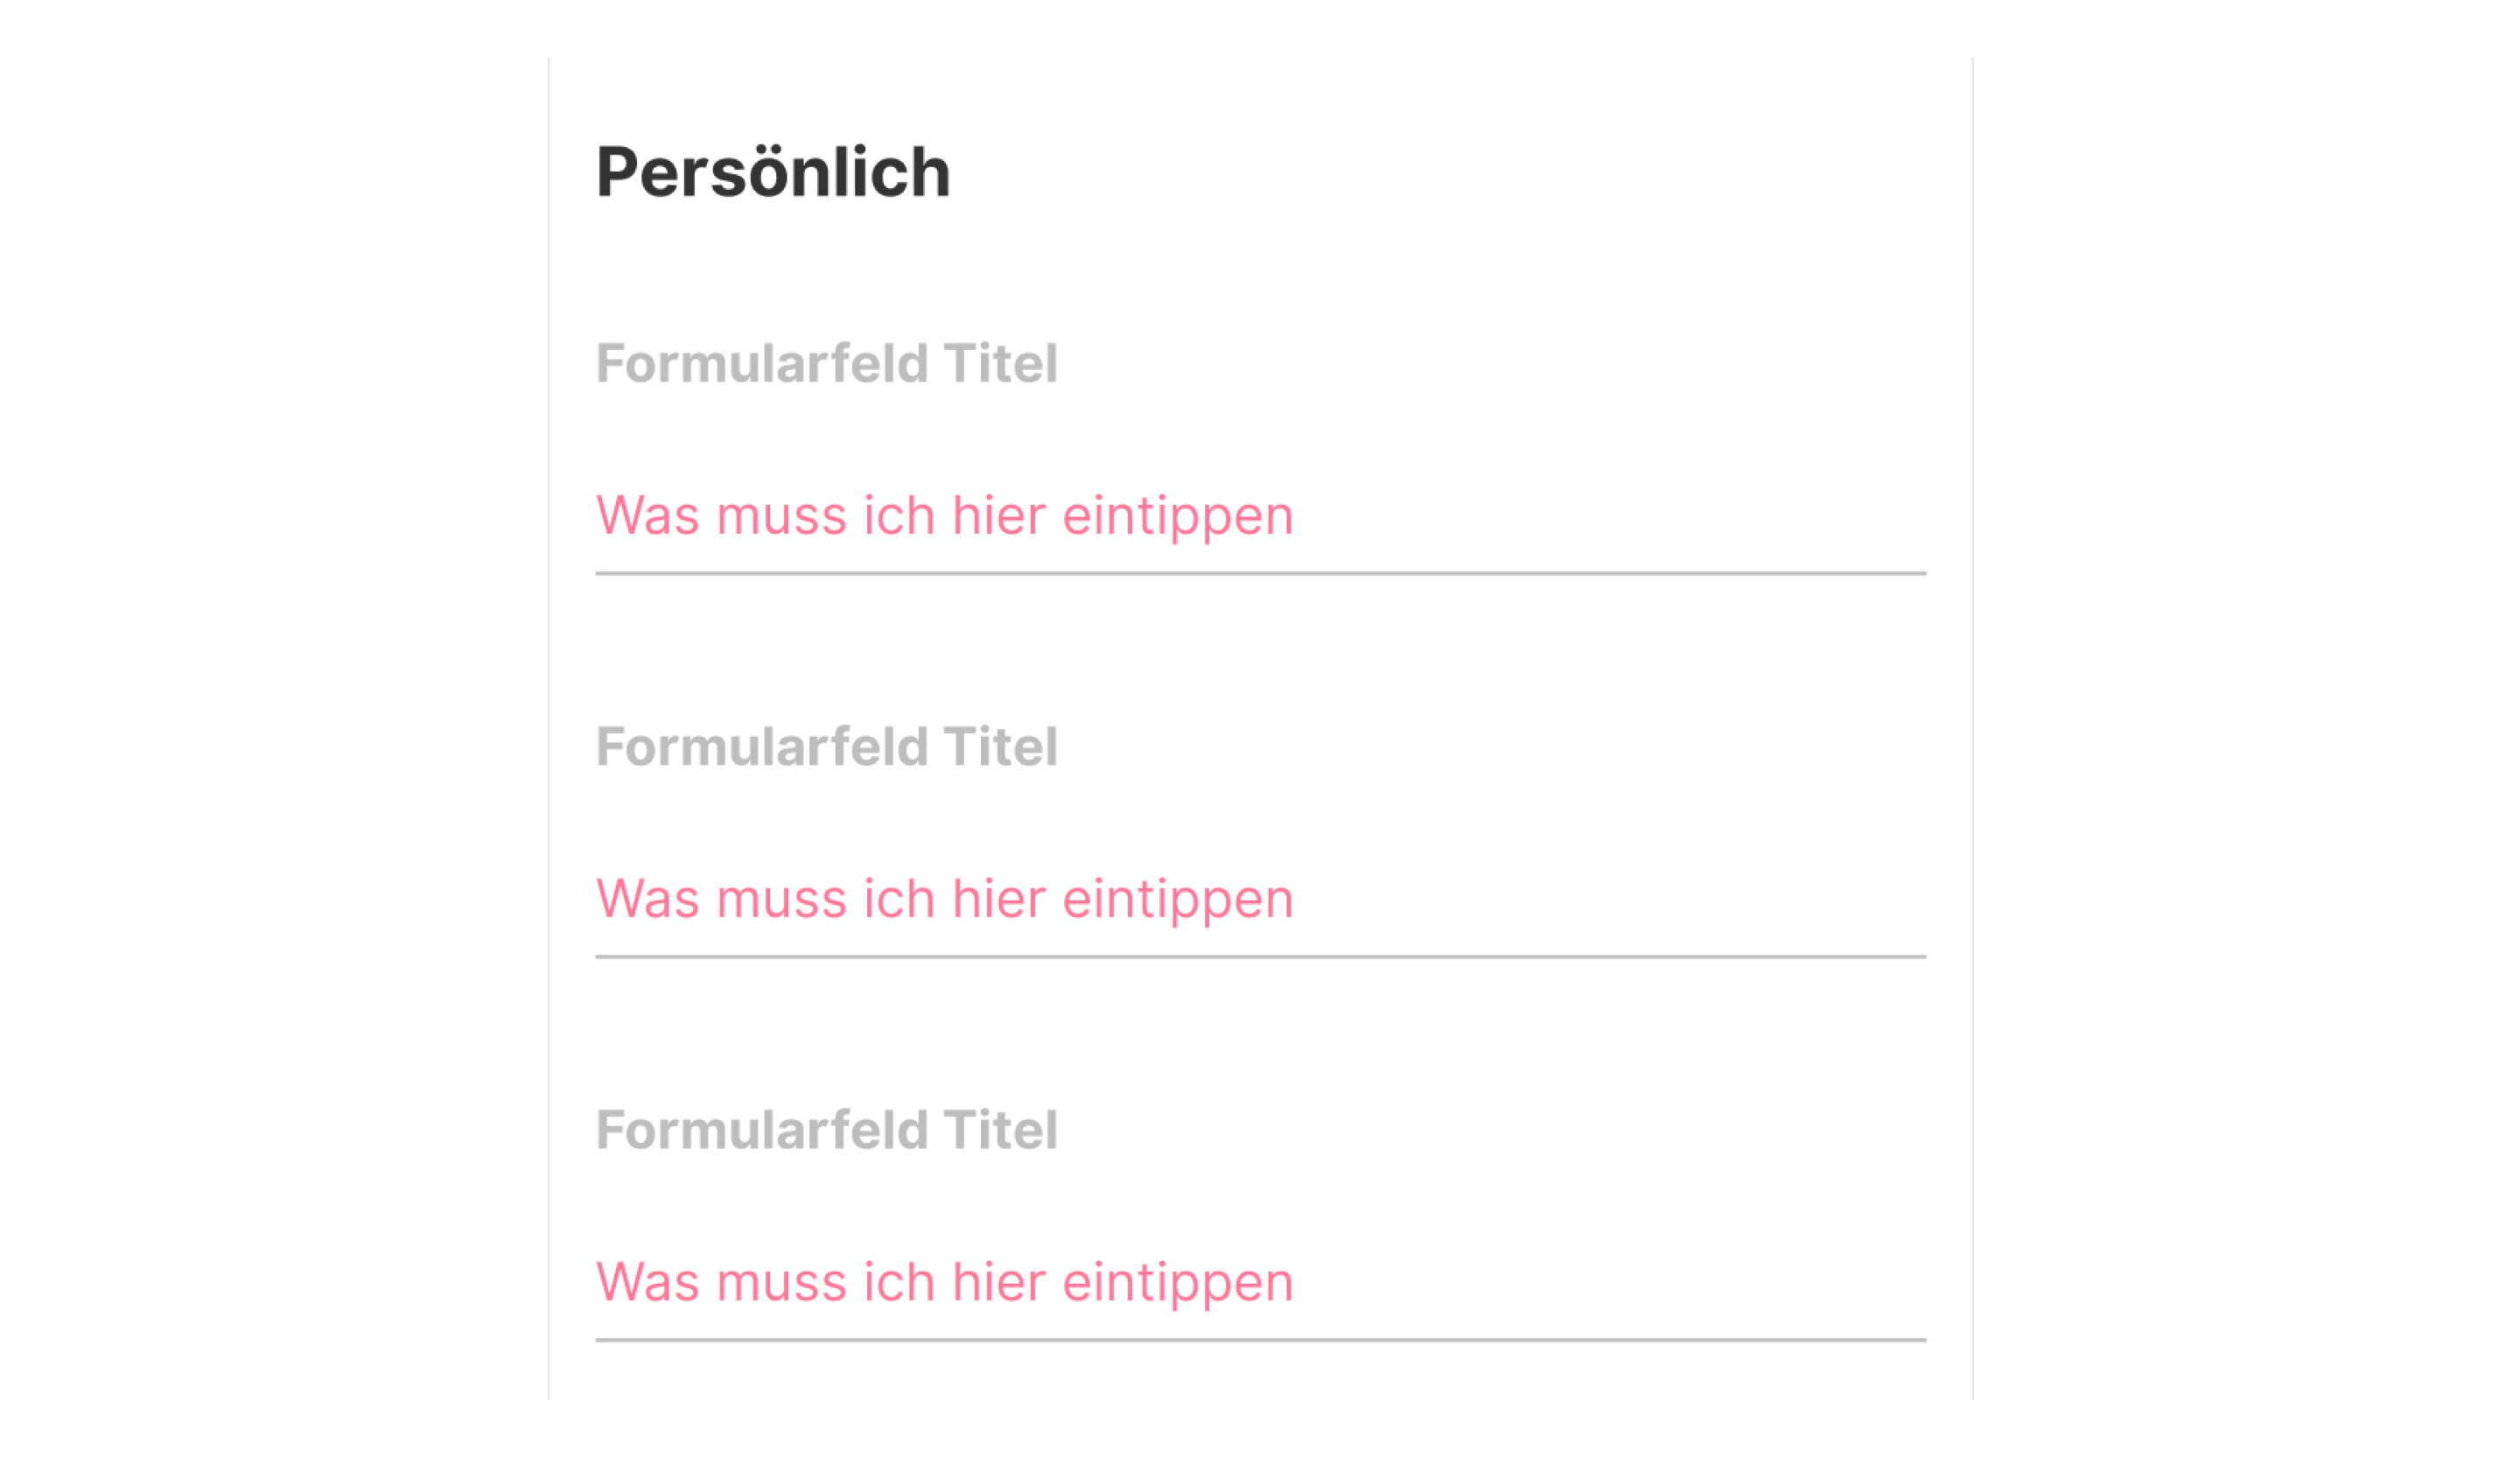 Persönlich
Formularfeld Titel
Was muss ich hier eintippen
Formularfeld Titel
Was muss ich hier eintippen
Formularfeld Titel
Was muss ich hier eintippen